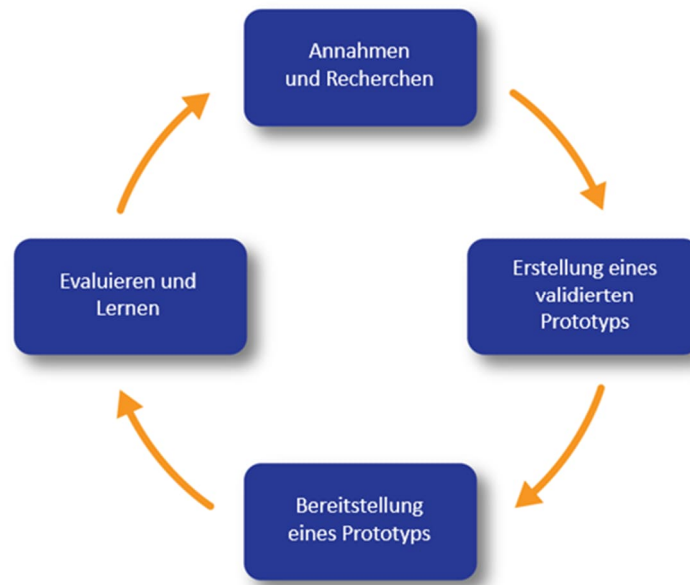 Annahmen
und Recherchen
Erstellung eines
validierten
Prototyps
Bereitstellung
eines Prototyps
Evaluieren und
Lernen